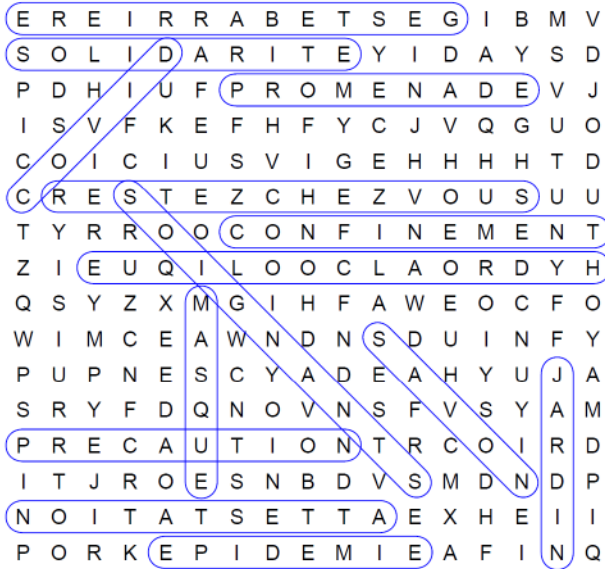 E R E I R R A B E T S E G I B M V
S O L I D A R I T E Y I D A Y S D
P D H I U F P R O M E N A D E V J
I S V F K E F H F Y C J V Q G U O
C O I C I U S V I G E H H H H T D
C R E S T E Z C H E Z V O U S U U
T Y R R O O C O N F I N E M E N T
Z I E U Q I L O O C L A O R D Y H
Q S Y Z X M G I H F A W E O C F O
W I M C E A W N D N S D U I N F Y
P U P N E S C Y A D E A H Y U J A
S R Y F D Q N O V N S F V S Y A M
P R E C A U T I O N T R C O I R D
I T J R O E S N B D V S M D N D P
N O I T A T S E T T A E X H E I I
P O R K E P I D E M I E A F I N Q